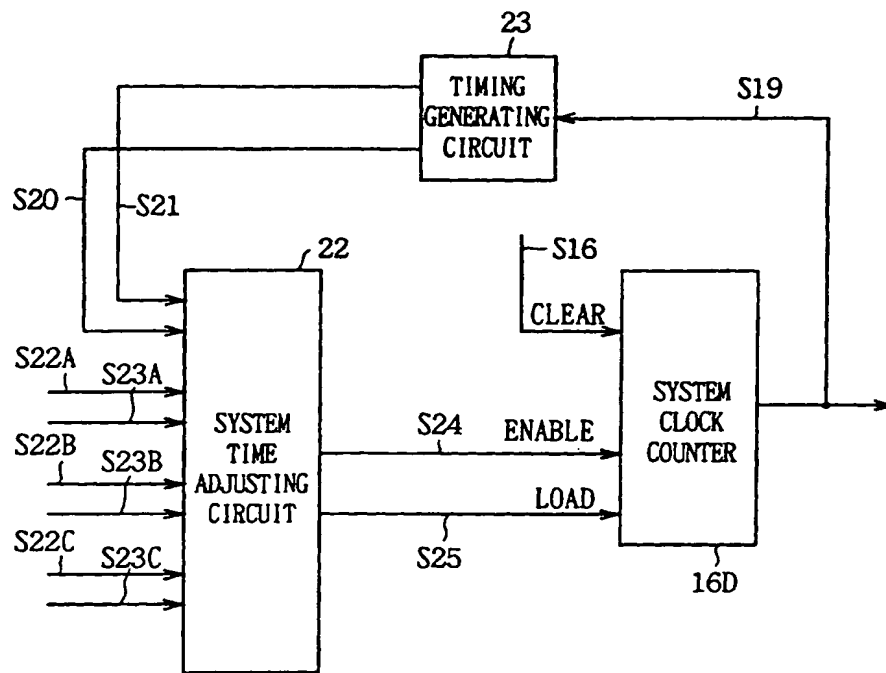 23
TIMING
GENERATING
CIRCUIT
S19
S20
S21
22
S16
CLEAR
S22A
S23A
SYSTEM
TIME
ADJUSTING
CIRCUIT
S24
ENABLE
SYSTEM
CLOCK
COUNTER
S22B
S23B
LOAD
S25
S22C
S23C
16D